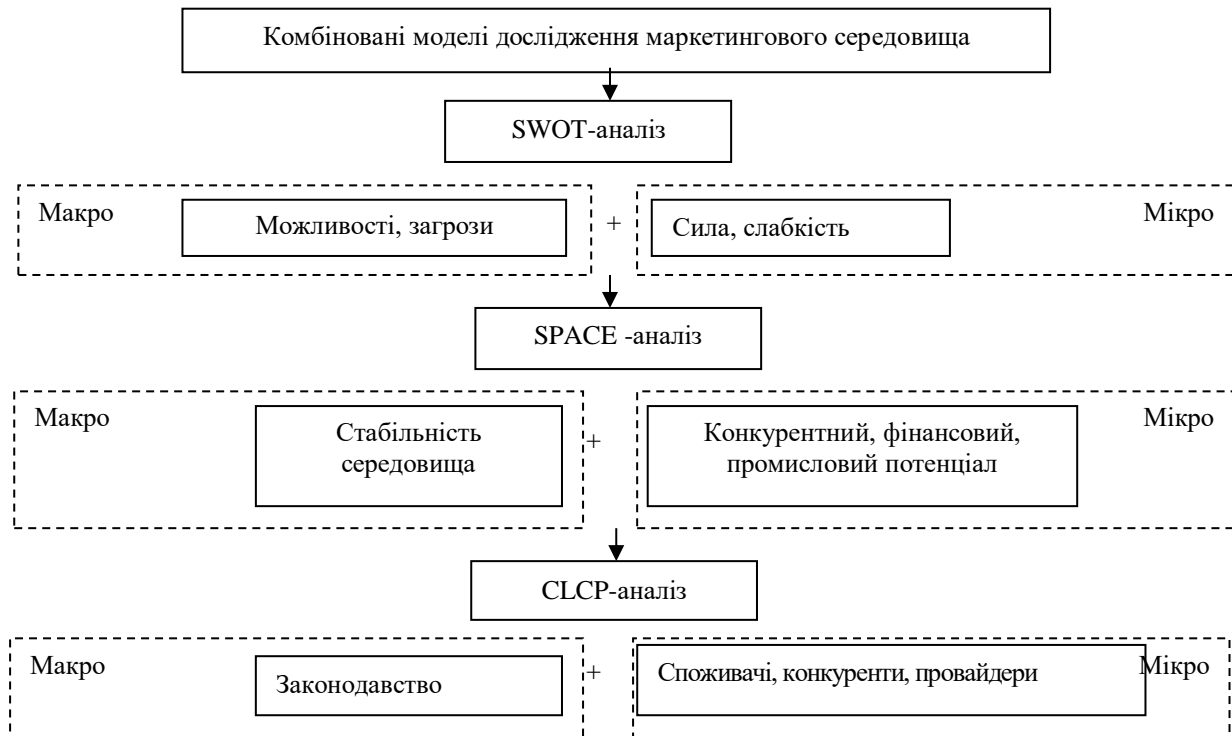 Комбіновані моделі дослідження маркетингового середовища
SWOT-аналіз
Макро
Можливості, загрози
+
Сила, слабкість
Мікро
SPACE -аналіз
Макро
Стабільність
середовища
+
Конкурентний, фінансовий,
промисловий потенціал
Мікро
CLCP-аналіз
Макро
Законодавство
+
Споживачі, конкуренти, провайдери
Мікро